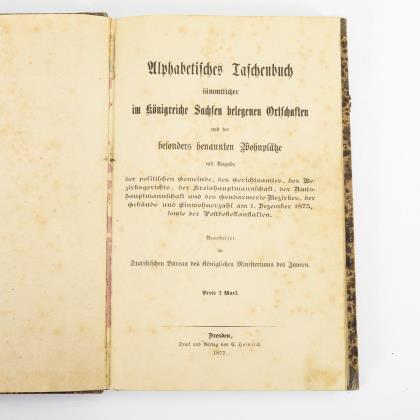 Alphabetisches Taschenbuch
sämmtlicher
im Königreiche Sachsen belegenen Ortschaften
und der
besonders benannten Wohnplätze
mit Angabe
der politischen Gemeinde, des Gerichtsamtes, des Be-
zirksgerichts, der Kreishauptmannschaft, der Amts-
hauptmannschaft und des Gendarmerie-Bezirkes, der
Gebäude- und Einwohnerzahl am 1. Dezember 1875,
sowie der Postbestellanstalten.
Bearbeitet
im
Statistischen Büreau des Königlichen Ministeriums des Innern.
Preis 2 Mark.
Dresden,
Druck und Verlag von C. Heinrich
1877.